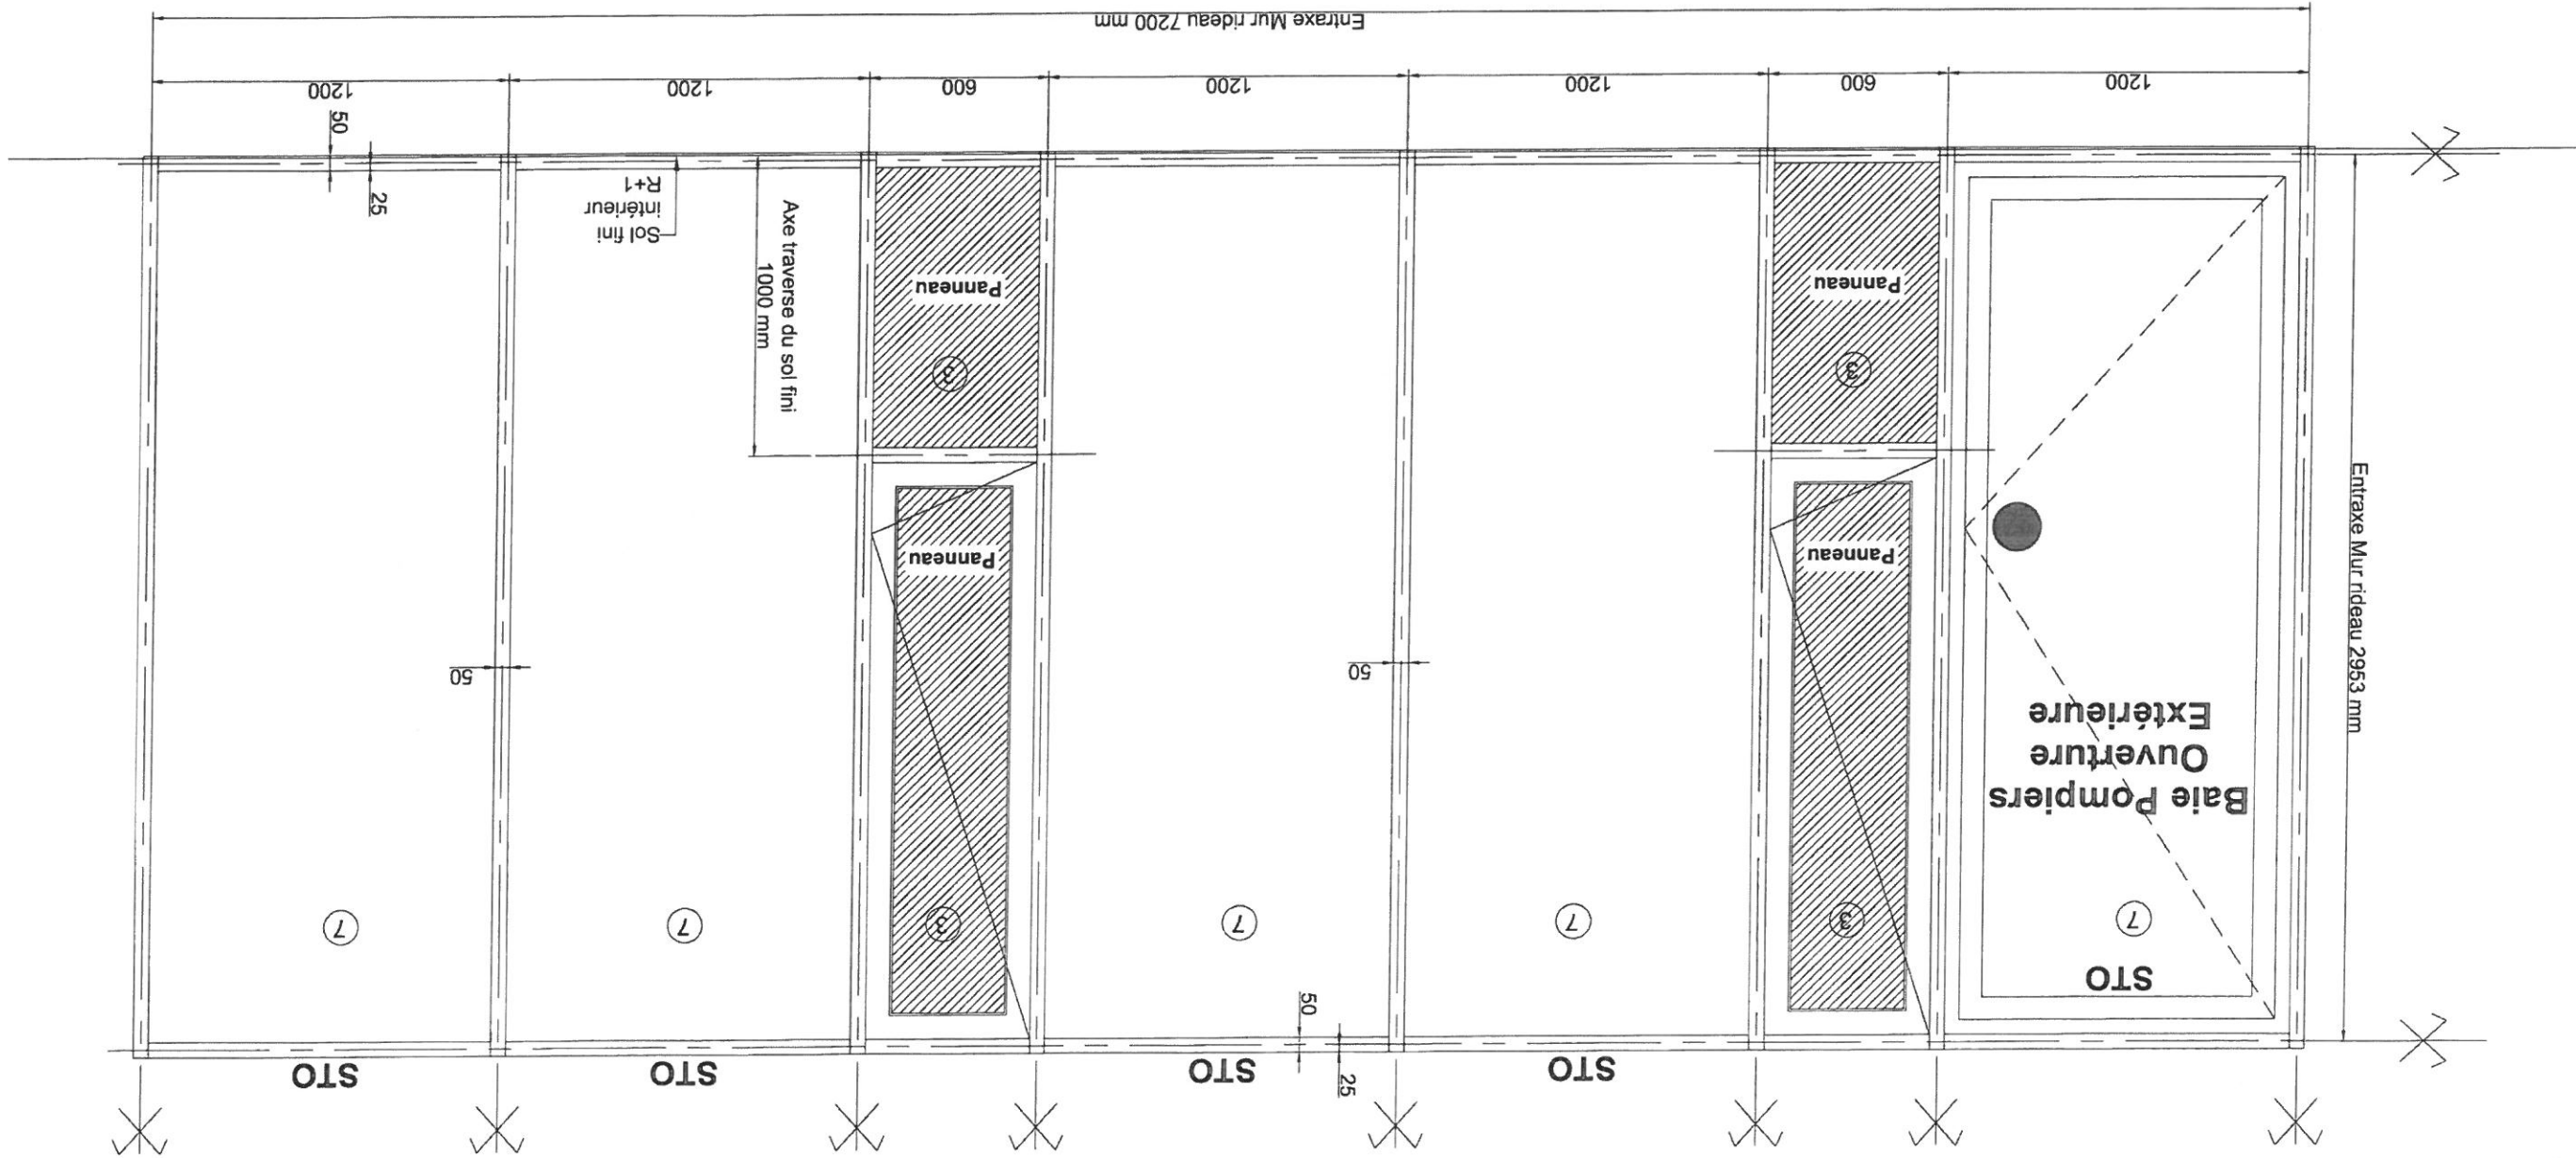 STO
STO
STO
STO
25
50
STO
7
3
7
7
3
7
7
Baie Pompiers
Ouverture
Extérieure
Entraxe Mur rideau 2953 mm
50
50
Panneau
Panneau
3
3
Axe traverse du sol fini
1000 mm
Panneau
Panneau
Sol fini
intérieur
R+1
25
50
1200
600
1200
1200
600
1200
1200
Entraxe Mur rideau 7200 mm